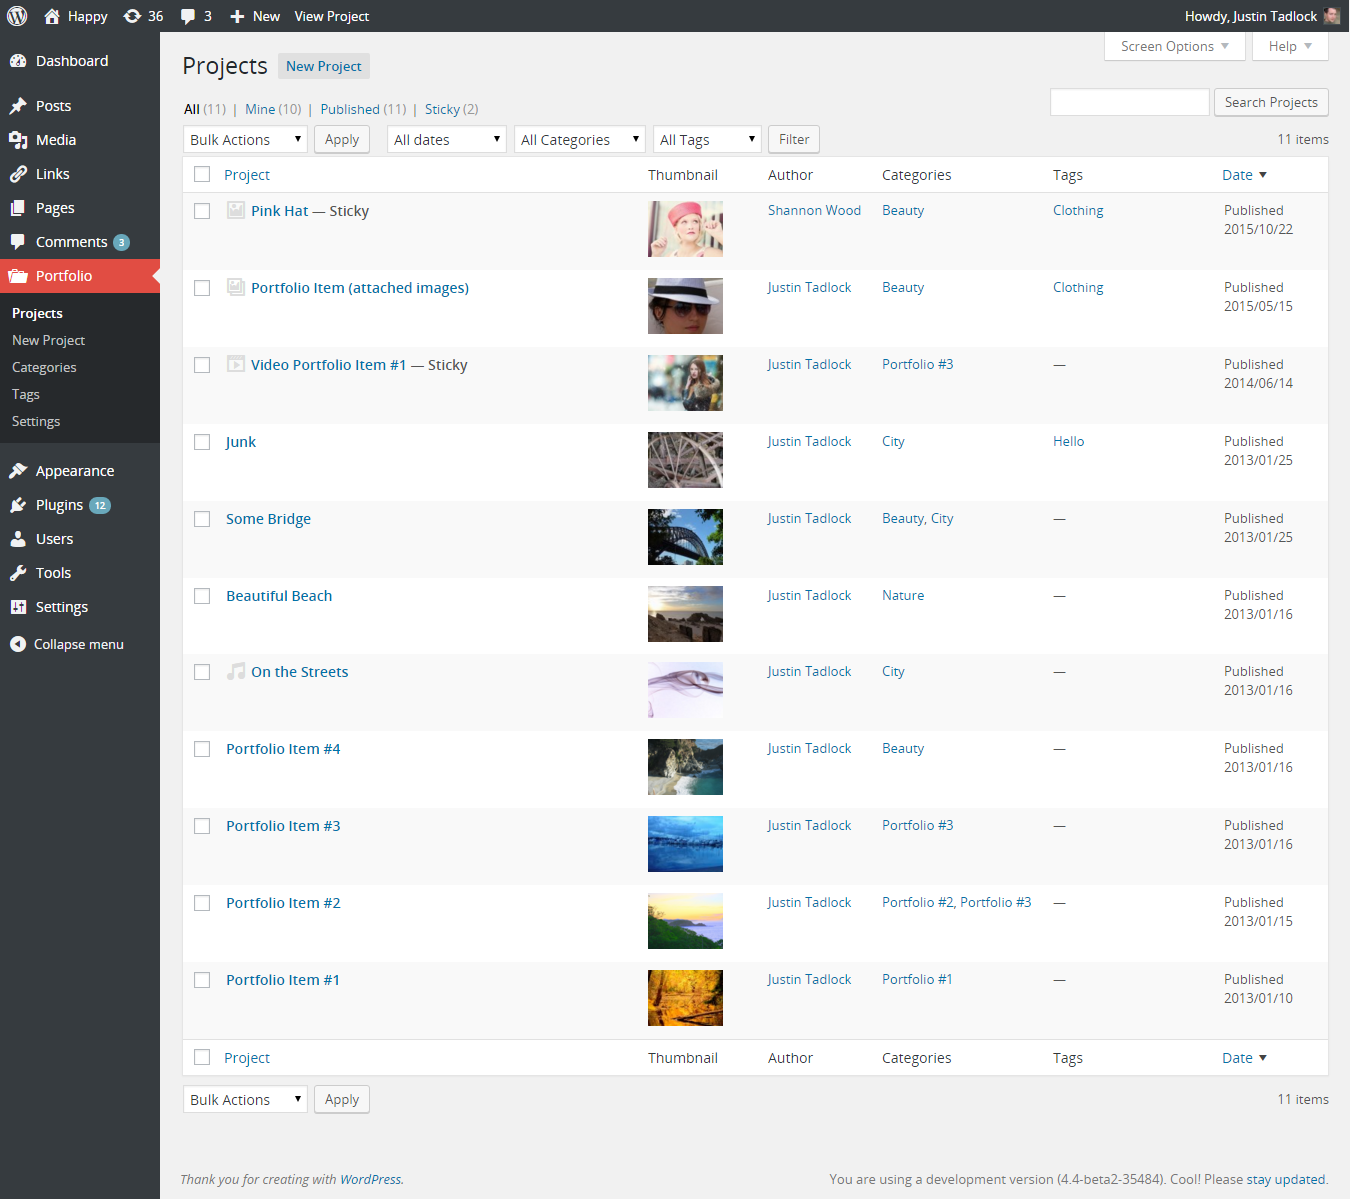 Happy 36 3 New View Project Howdy, Justin Tadlock
Screen Options Help
Dashboard
Posts
Media
Links
Pages
Comments 3
Portfolio
Projects
New Project
Categories
Tags
Settings
Appearance
Plugins 12
Users
Tools
Settings
Collapse menu
Projects New Project
All (11) | Mine (10) | Published (11) | Sticky (2)
Search Projects
Bulk Actions Apply All dates All Categories All Tags Filter 11 items
Project Thumbnail Author Categories Tags Date
Pink Hat — Sticky Shannon Wood Beauty Clothing Published
2015/10/22
Portfolio Item (attached images) Justin Tadlock Beauty Clothing Published
2015/05/15
Video Portfolio Item #1 — Sticky Justin Tadlock Portfolio #3 — Published
2014/06/14
Junk Justin Tadlock City Hello Published
2013/01/25
Some Bridge Justin Tadlock Beauty, City — Published
2013/01/25
Beautiful Beach Justin Tadlock Nature — Published
2013/01/16
On the Streets Justin Tadlock City — Published
2013/01/16
Portfolio Item #4 Justin Tadlock Beauty — Published
2013/01/16
Portfolio Item #3 Justin Tadlock Portfolio #3 — Published
2013/01/16
Portfolio Item #2 Justin Tadlock Portfolio #2, Portfolio #3 — Published
2013/01/15
Portfolio Item #1 Justin Tadlock Portfolio #1 — Published
2013/01/10
Project Thumbnail Author Categories Tags Date
Bulk Actions Apply 11 items
Thank you for creating with WordPress. You are using a development version (4.4-beta2-35484). Cool! Please stay updated.